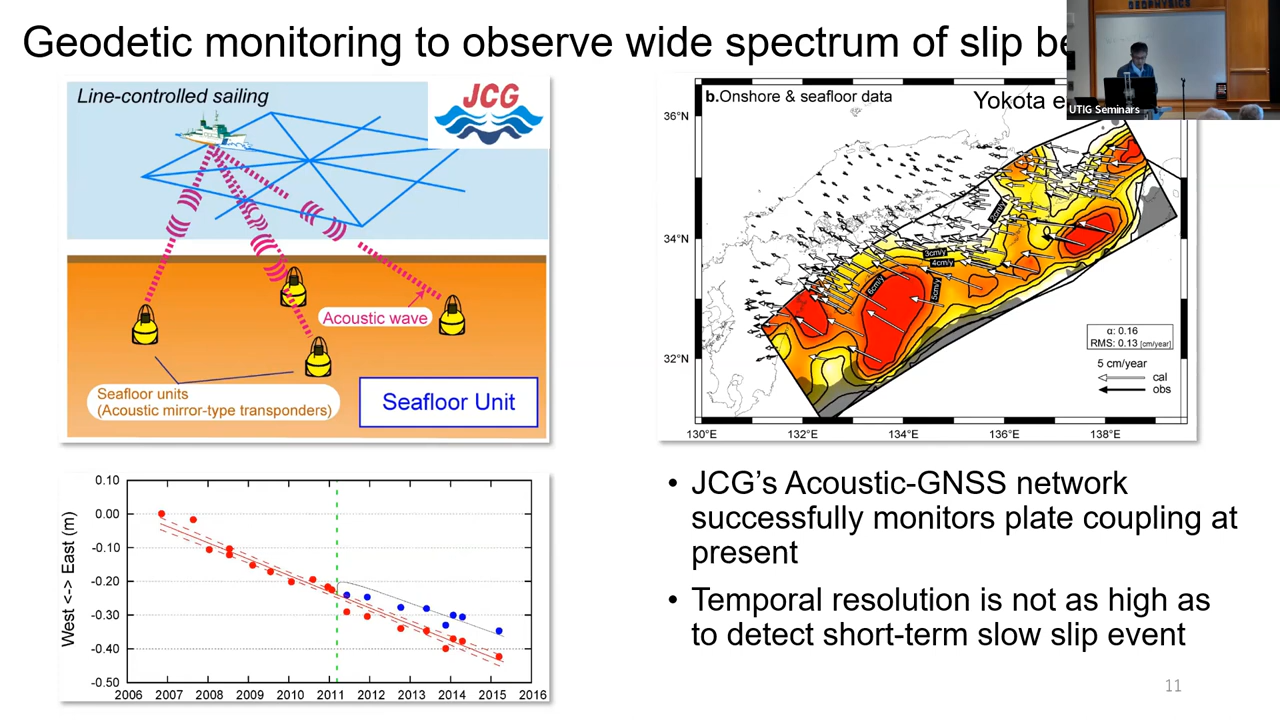 Geodetic monitoring to observe wide spectrum of slip
GEOPHYSICS
UTIG Seminars
Line-controlled sailing
JCG
Acoustic wave
Seafloor units
(Acoustic mirror-type transponders)
Seafloor Unit
b.Onshore & seafloor data
Yokota
36°N
34°N
32°N
130°E
132°E
134°E
136°E
138°E
3cm/y
4cm/y
5cm/y
6cm/y
α: 0.16
RMS: 0.13 [cm/year]
5 cm/year
cal
obs
West <-> East (m)
0.10
0.00
-0.10
-0.20
-0.30
-0.40
-0.50
2006 2007 2008 2009 2010 2011 2012 2013 2014 2015 2016
• JCG's Acoustic-GNSS network
successfully monitors plate coupling at
present
• Temporal resolution is not as high as
to detect short-term slow slip event
11